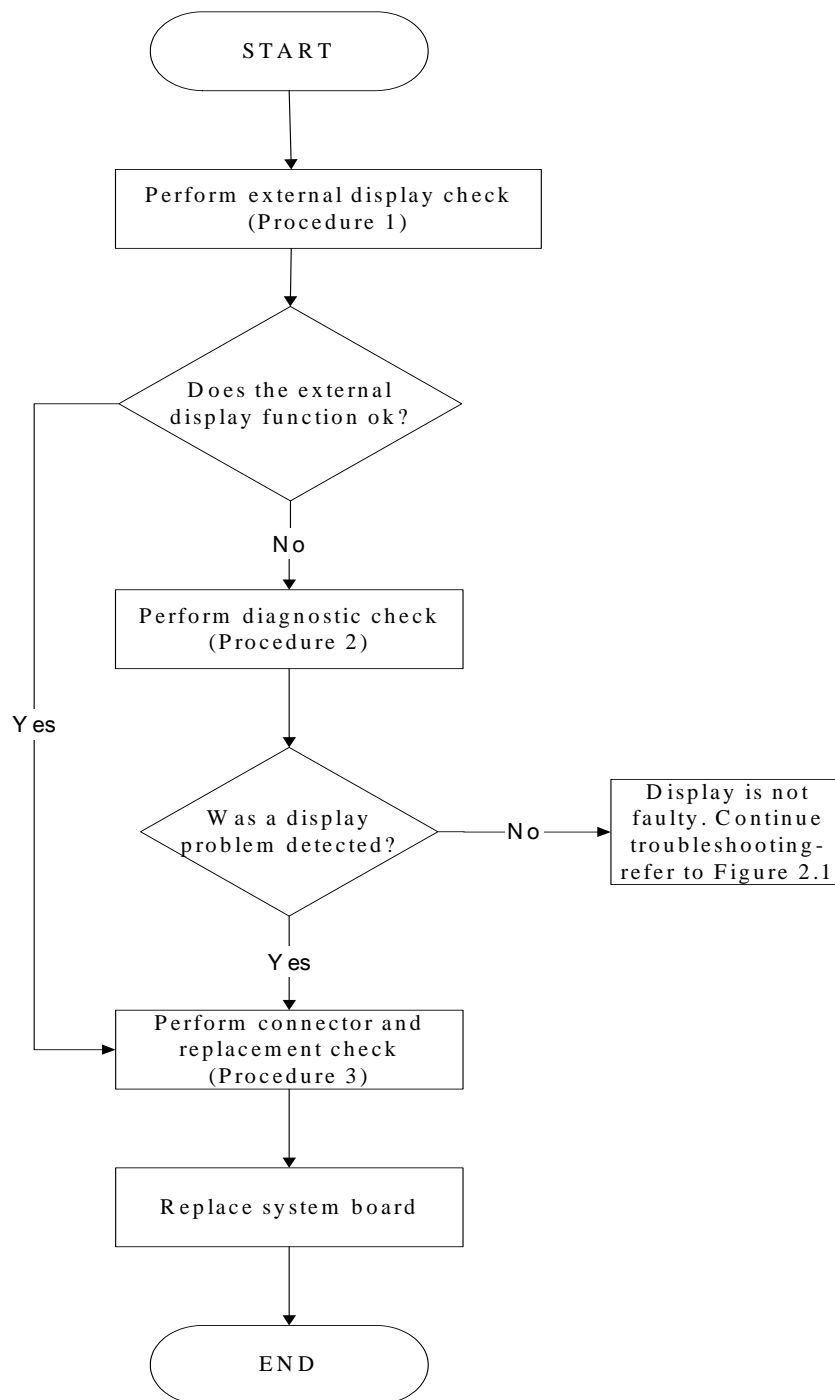 START
Perform external display check
(Procedure 1)
Does the external
display function ok?
No
Perform diagnostic check
(Procedure 2)
Yes
Was a display
problem detected?
No
Display is not
faulty. Continue
troubleshooting-
refer to Figure 2.1
Yes
Perform connector and
replacement check
(Procedure 3)
Replace system board
END